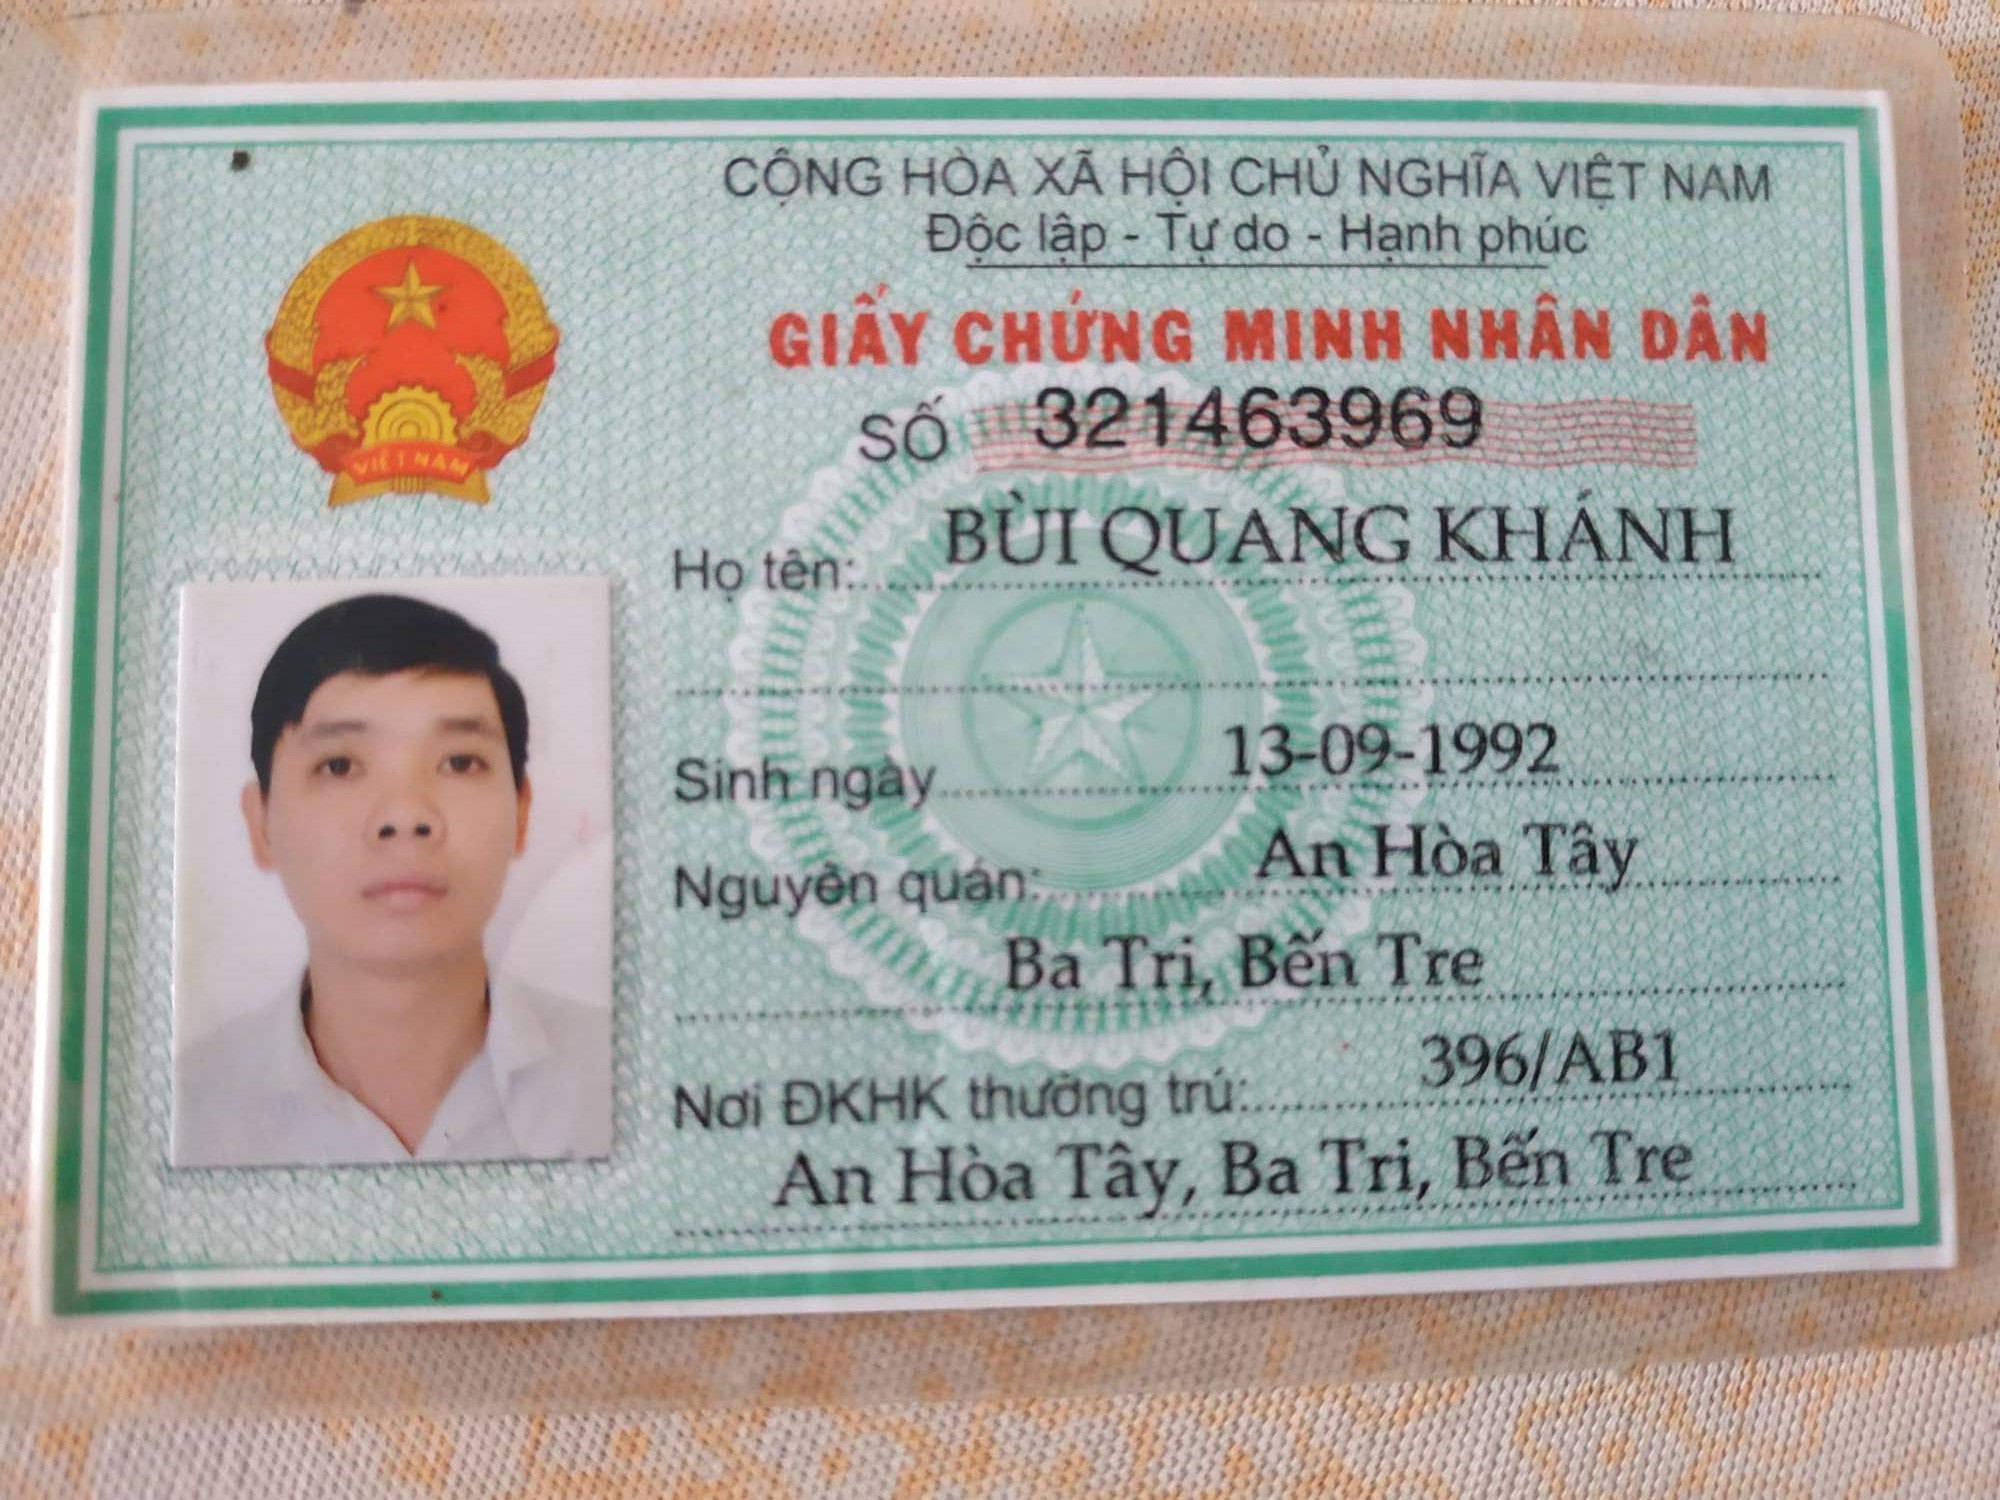 CỘNG HÒA XÃ HỘI CHỦ NGHĨA VIỆT NAM
Độc lập - Tự do - Hạnh phúc
GIẤY CHỨNG MINH NHÂN DÂN
SỐ 321463969
VIỆT NAM
Họ tên: BÙI QUANG KHÁNH
Sinh ngày 13-09-1992
Nguyên quán: An Hòa Tây
Ba Tri, Bến Tre
Nơi ĐKHK thường trú: 396/AB1
An Hòa Tây, Ba Tri, Bến Tre